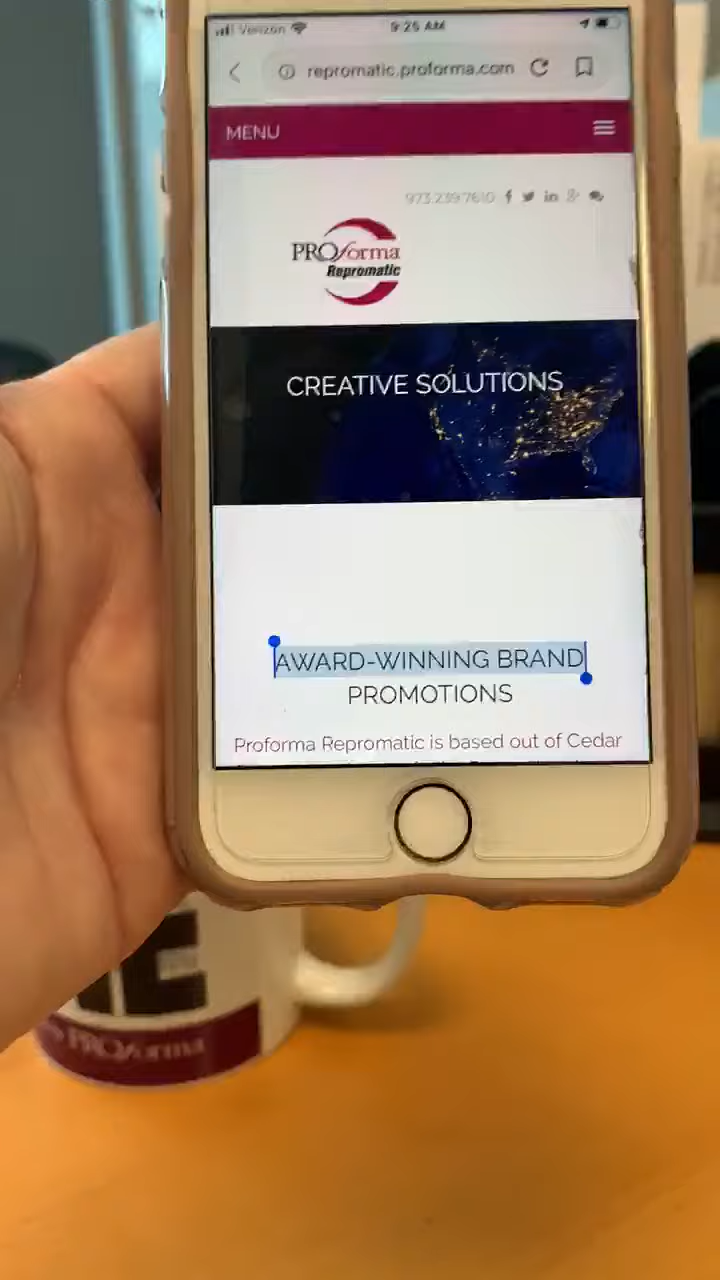 Verizon 9:25 AM
repromatic.proforma.com
MENU
973.239.7610
PROforma
Repromatic
CREATIVE SOLUTIONS
AWARD-WINNING BRAND
PROMOTIONS
Proforma Repromatic is based out of Cedar
PROforma